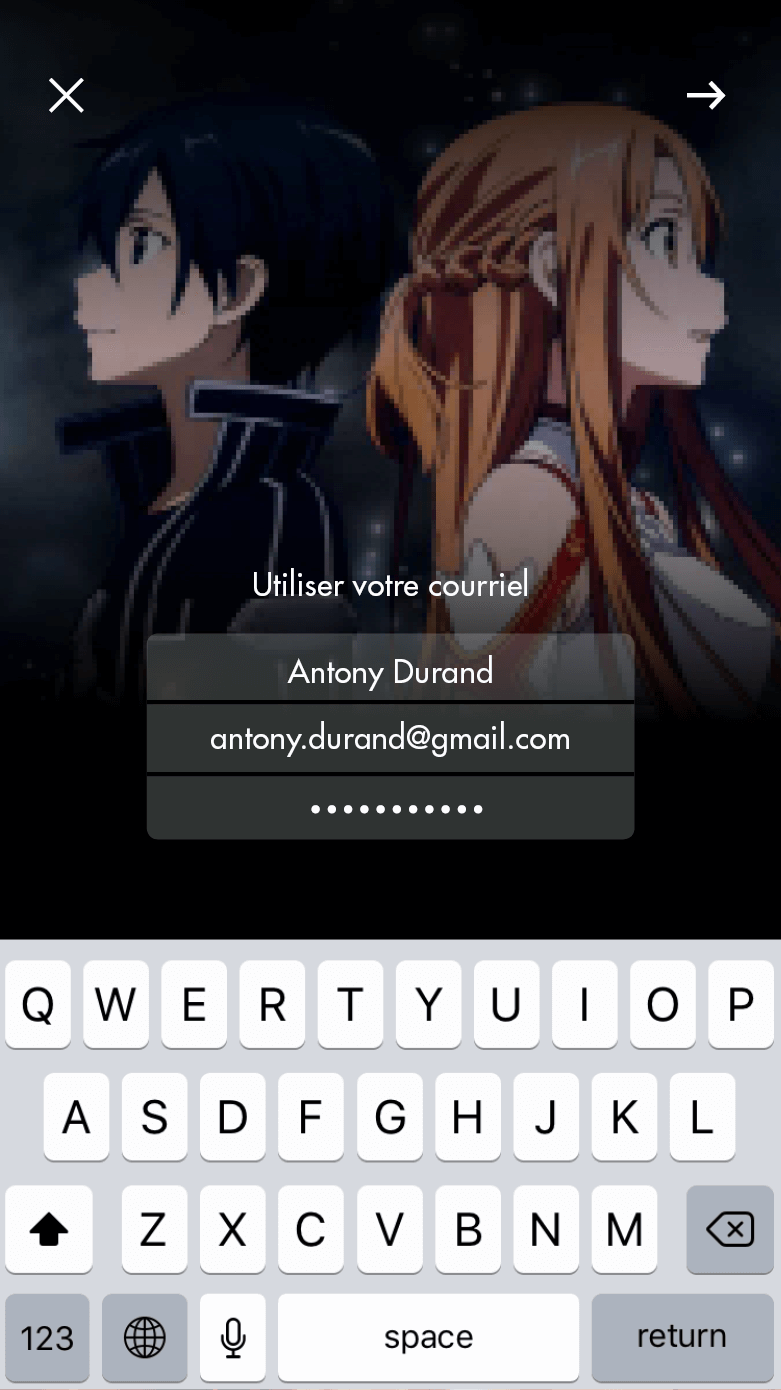 Utiliser votre courriel
Antony Durand
antony.durand@gmail.com
•••••••••••
Q W E R T Y U I O P
A S D F G H J K L
Z X C V B N M
123 space return